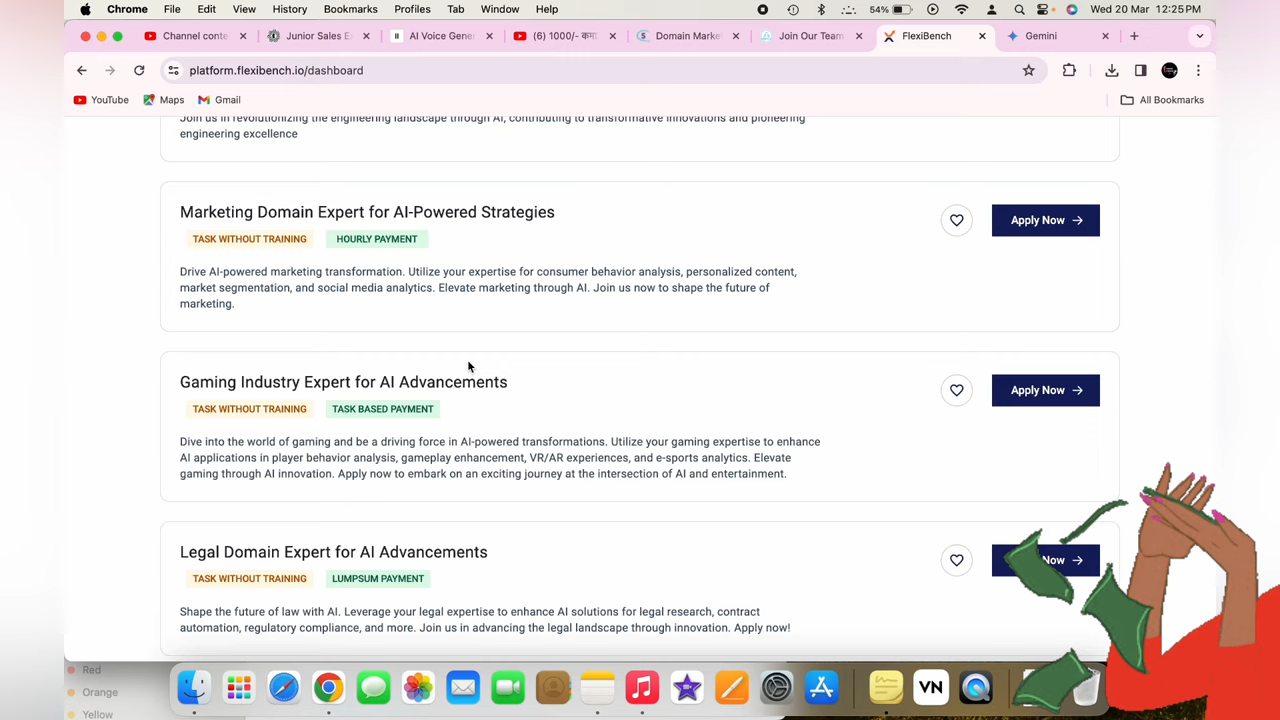 Chrome File Edit View History Bookmarks Profiles Tab Window Help 54% Wed 20 Mar 12:25PM
Channel conte Junior Sales E AI Voice Gene (6) 1000/- कमा Domain Marke Join Our Team FlexiBench Gemini
platform.flexibench.io/dashboard
YouTube Maps Gmail All Bookmarks
Join us in revolutionizing the engineering landscape through AI, contributing to transformative innovations and pioneering
engineering excellence
Marketing Domain Expert for AI-Powered Strategies
Apply Now
TASK WITHOUT TRAINING HOURLY PAYMENT
Drive AI-powered marketing transformation. Utilize your expertise for consumer behavior analysis, personalized content,
market segmentation, and social media analytics. Elevate marketing through AI. Join us now to shape the future of
marketing.
Gaming Industry Expert for AI Advancements
Apply Now
TASK WITHOUT TRAINING TASK BASED PAYMENT
Dive into the world of gaming and be a driving force in AI-powered transformations. Utilize your gaming expertise to enhance
AI applications in player behavior analysis, gameplay enhancement, VR/AR experiences, and e-sports analytics. Elevate
gaming through AI innovation. Apply now to embark on an exciting journey at the intersection of AI and entertainment.
Legal Domain Expert for AI Advancements
Now
TASK WITHOUT TRAINING LUMPSUM PAYMENT
Shape the future of law with AI. Leverage your legal expertise to enhance AI solutions for legal research, contract
automation, regulatory compliance, and more. Join us in advancing the legal landscape through innovation. Apply now!
Red
Orange
Yellow
VN